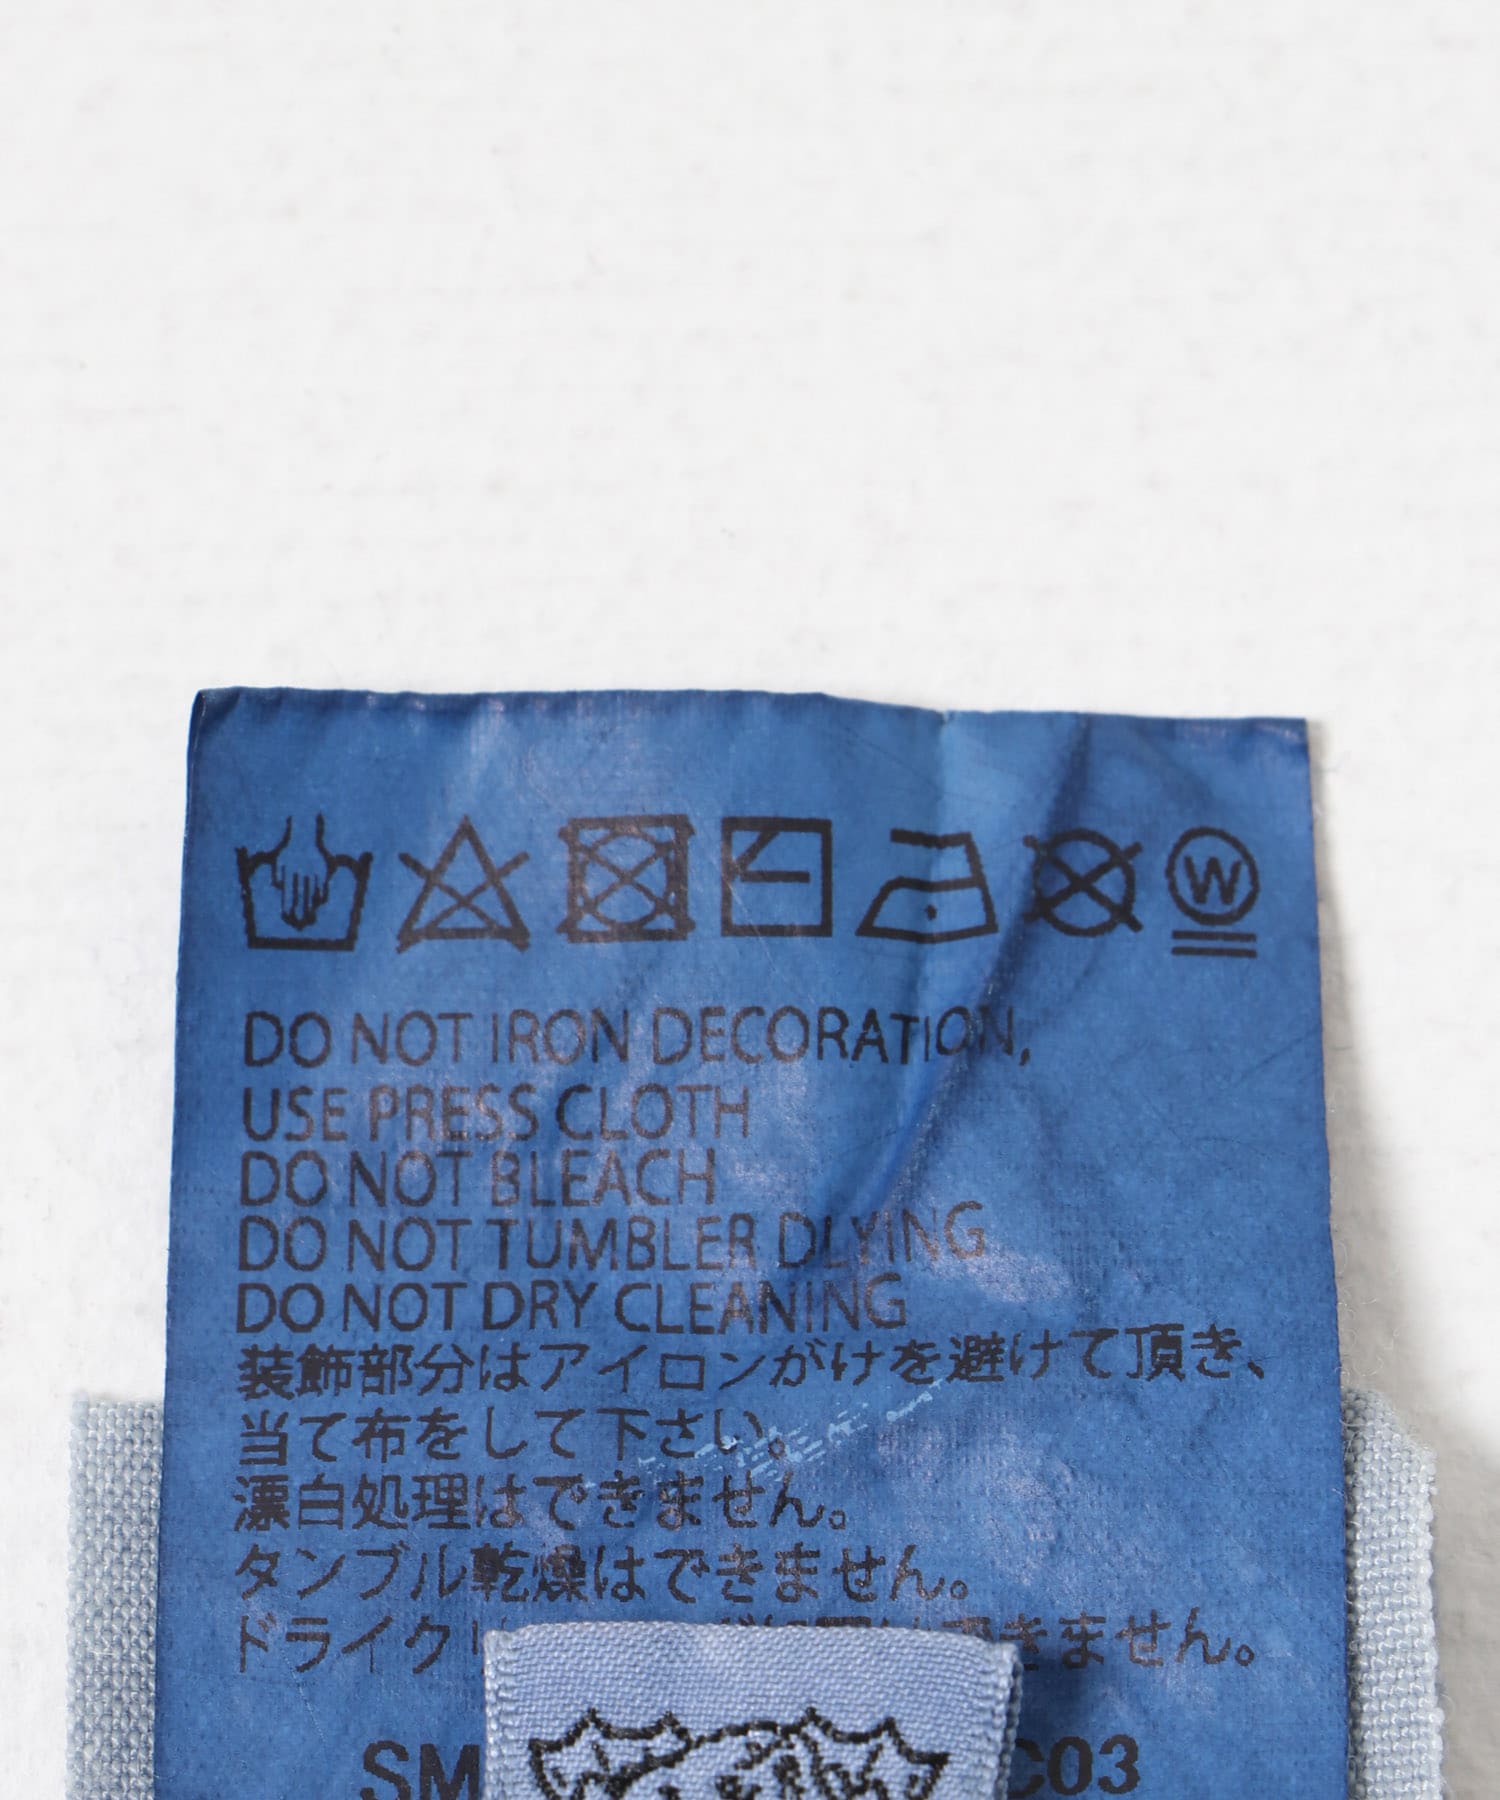 W
DO NOT IRON DECORATION,
USE PRESS CLOTH
DO NOT BLEACH
DO NOT TUMBLER DLYING
DO NOT DRY CLEANING
装飾部分はアイロンがけを避けて頂き、
当て布をして下さい。
漂白処理はできません。
タンブル乾燥はできません。
ドライク できません。
SM C03